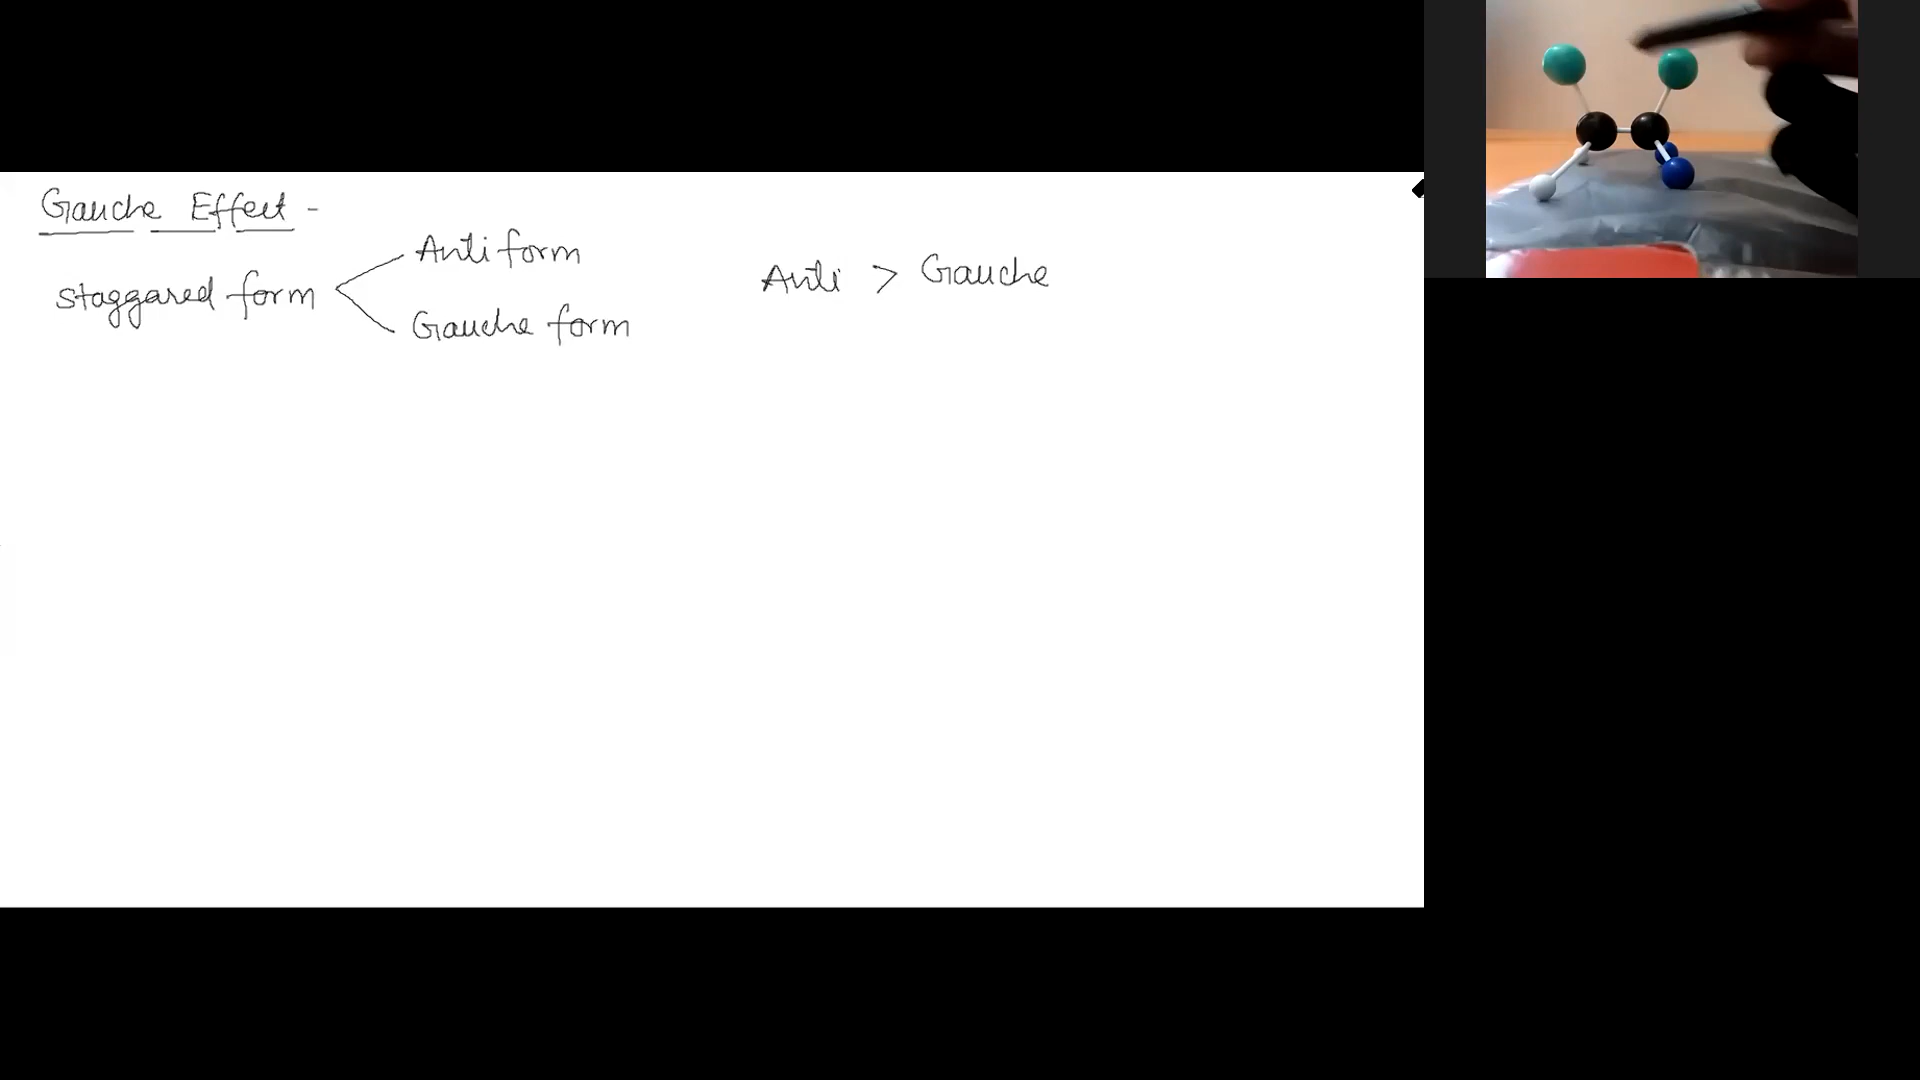 Gauche Effect -
Staggared form
Anti form
Gauche form
Anti > Gauche